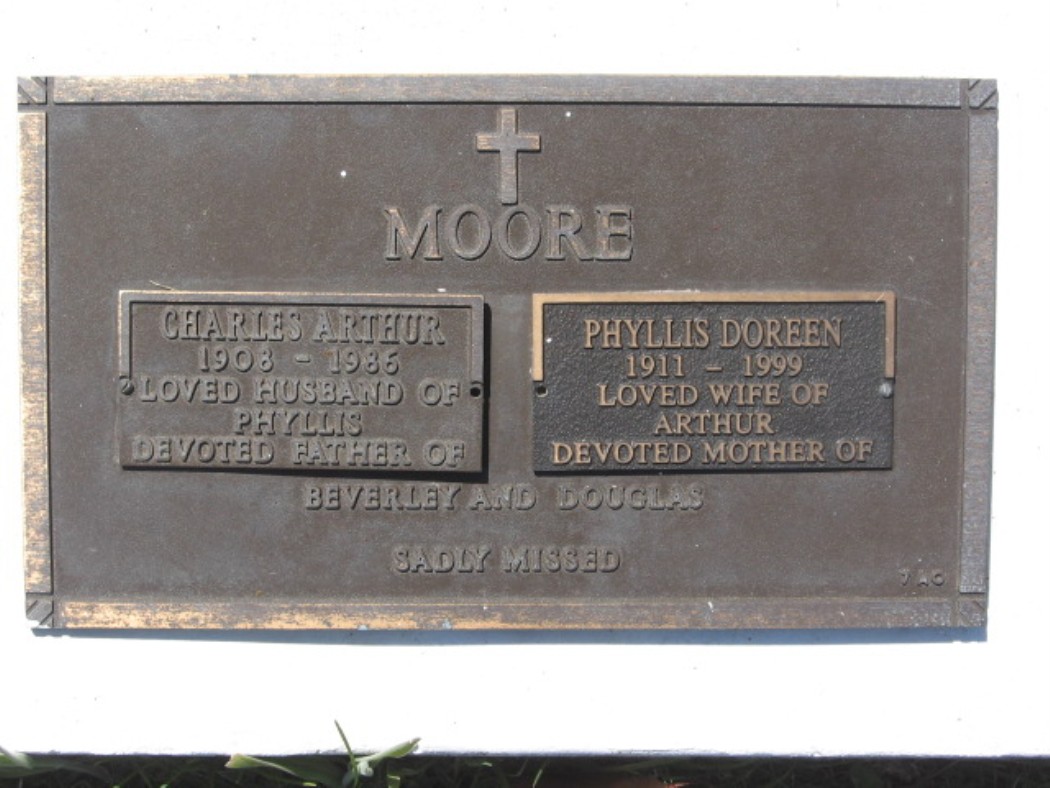 MOORE
CHARLES ARTHUR
1908 - 1986
LOVED HUSBAND OF
PHYLLIS
DEVOTED FATHER OF
PHYLLIS DOREEN
1911 - 1999
LOVED WIFE OF
ARTHUR
DEVOTED MOTHER OF
BEVERLEY AND DOUGLAS
SADLY MISSED